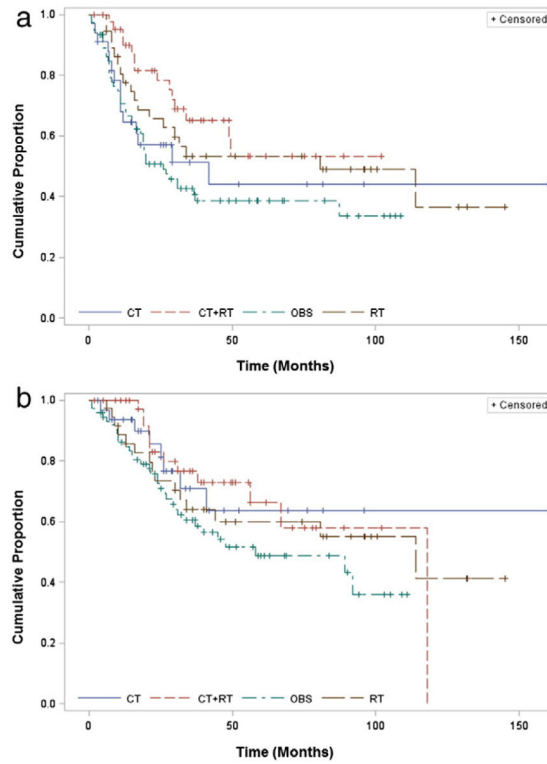 a
+ Censored
1.0
0.8
0.6
0.4
0.2
0.0
Cumulative Proportion
CT CT+RT OBS RT
0 50 100 150
Time (Months)
b
+ Censored
1.0
0.8
0.6
0.4
0.2
0.0
Cumulative Proportion
CT CT+RT OBS RT
0 50 100 150
Time (Months)